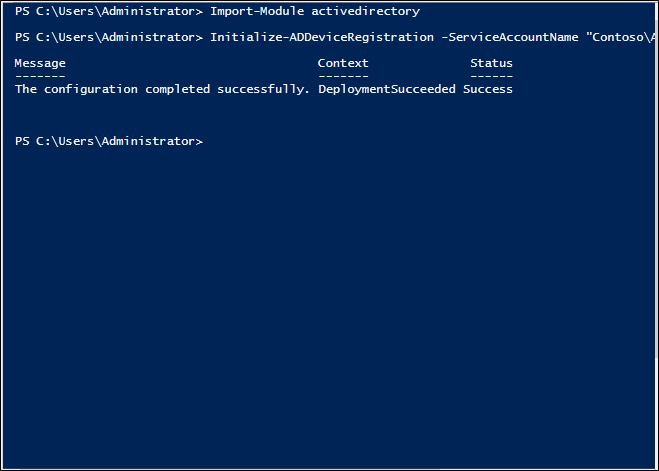 PS C:\Users\Administrator> Import-Module activedirectory
PS C:\Users\Administrator> Initialize-ADDeviceRegistration -ServiceAccountName "Contoso\A
Message Context Status
------- ------- ------
The configuration completed successfully. DeploymentSucceeded Success
PS C:\Users\Administrator>